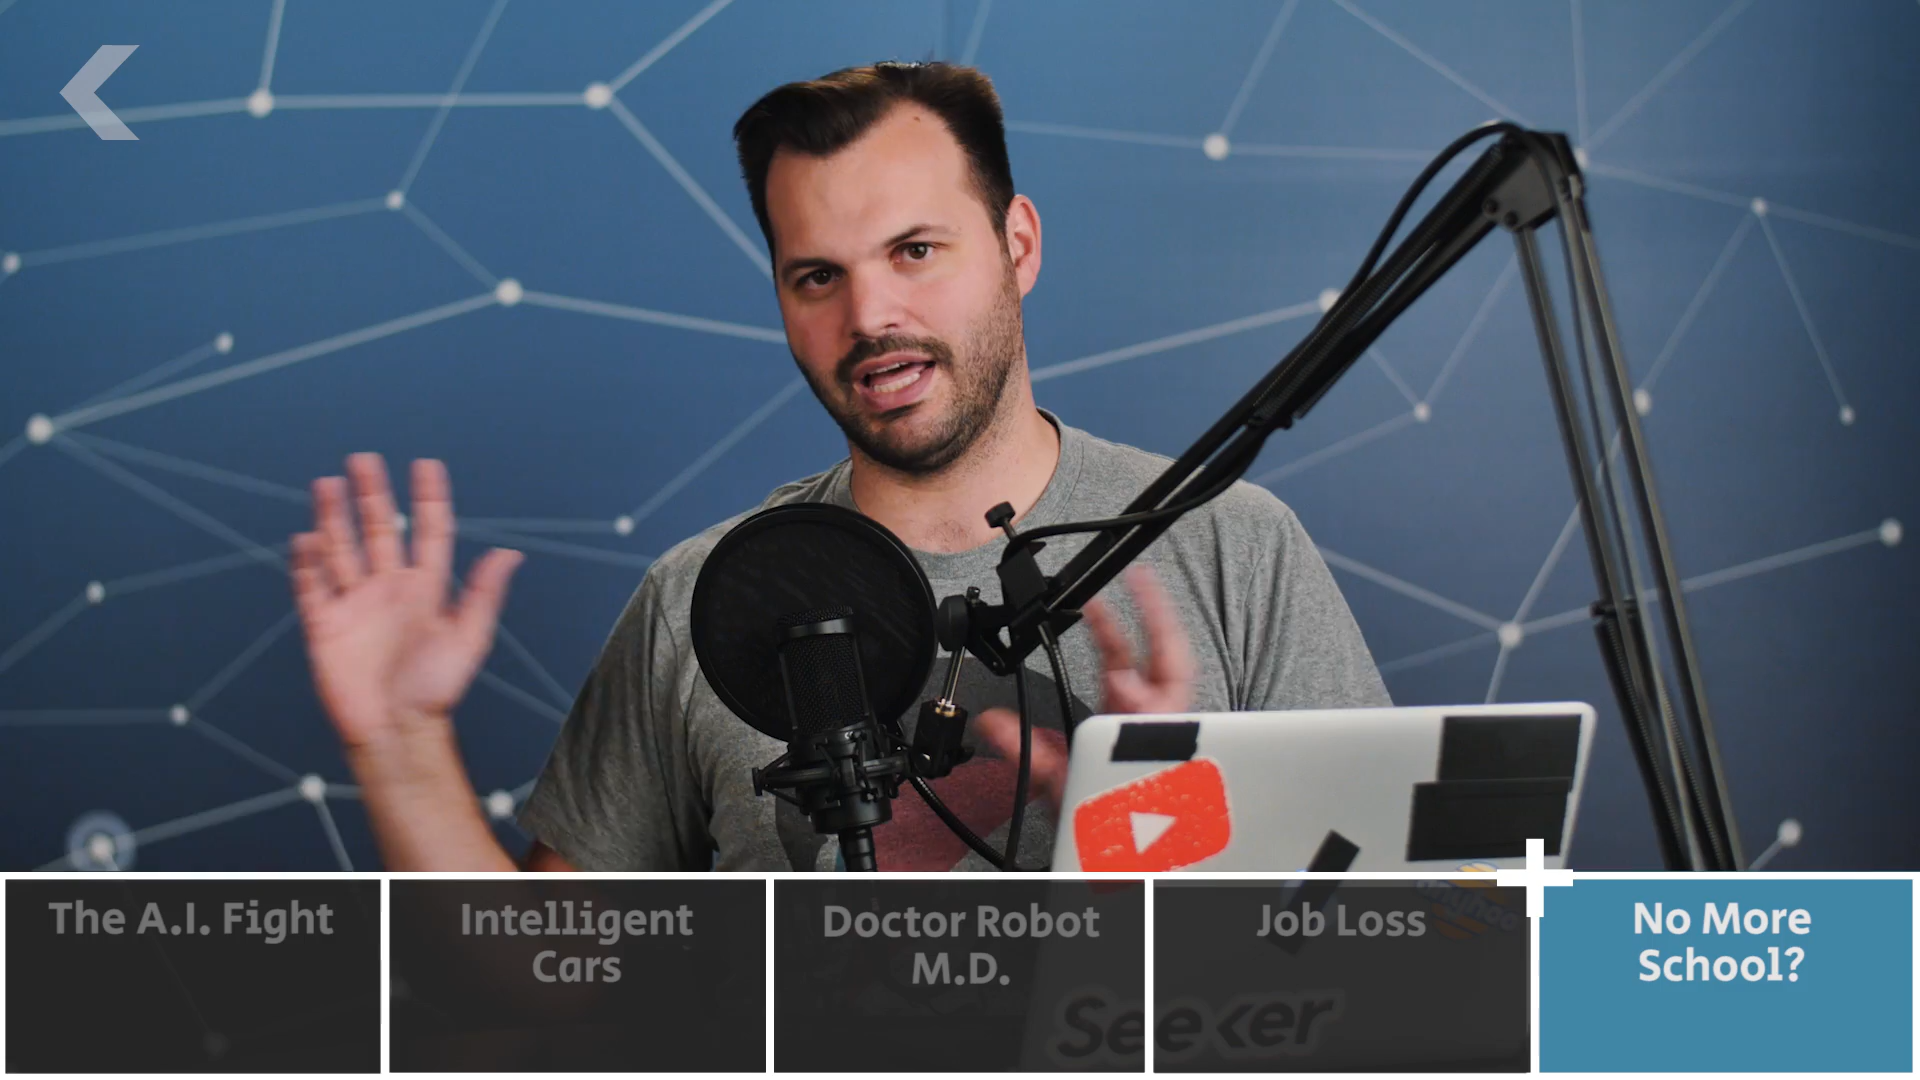 The A.I. Fight
Intelligent
Cars
Doctor Robot
M.D.
Job Loss
No More
School?
Seeker